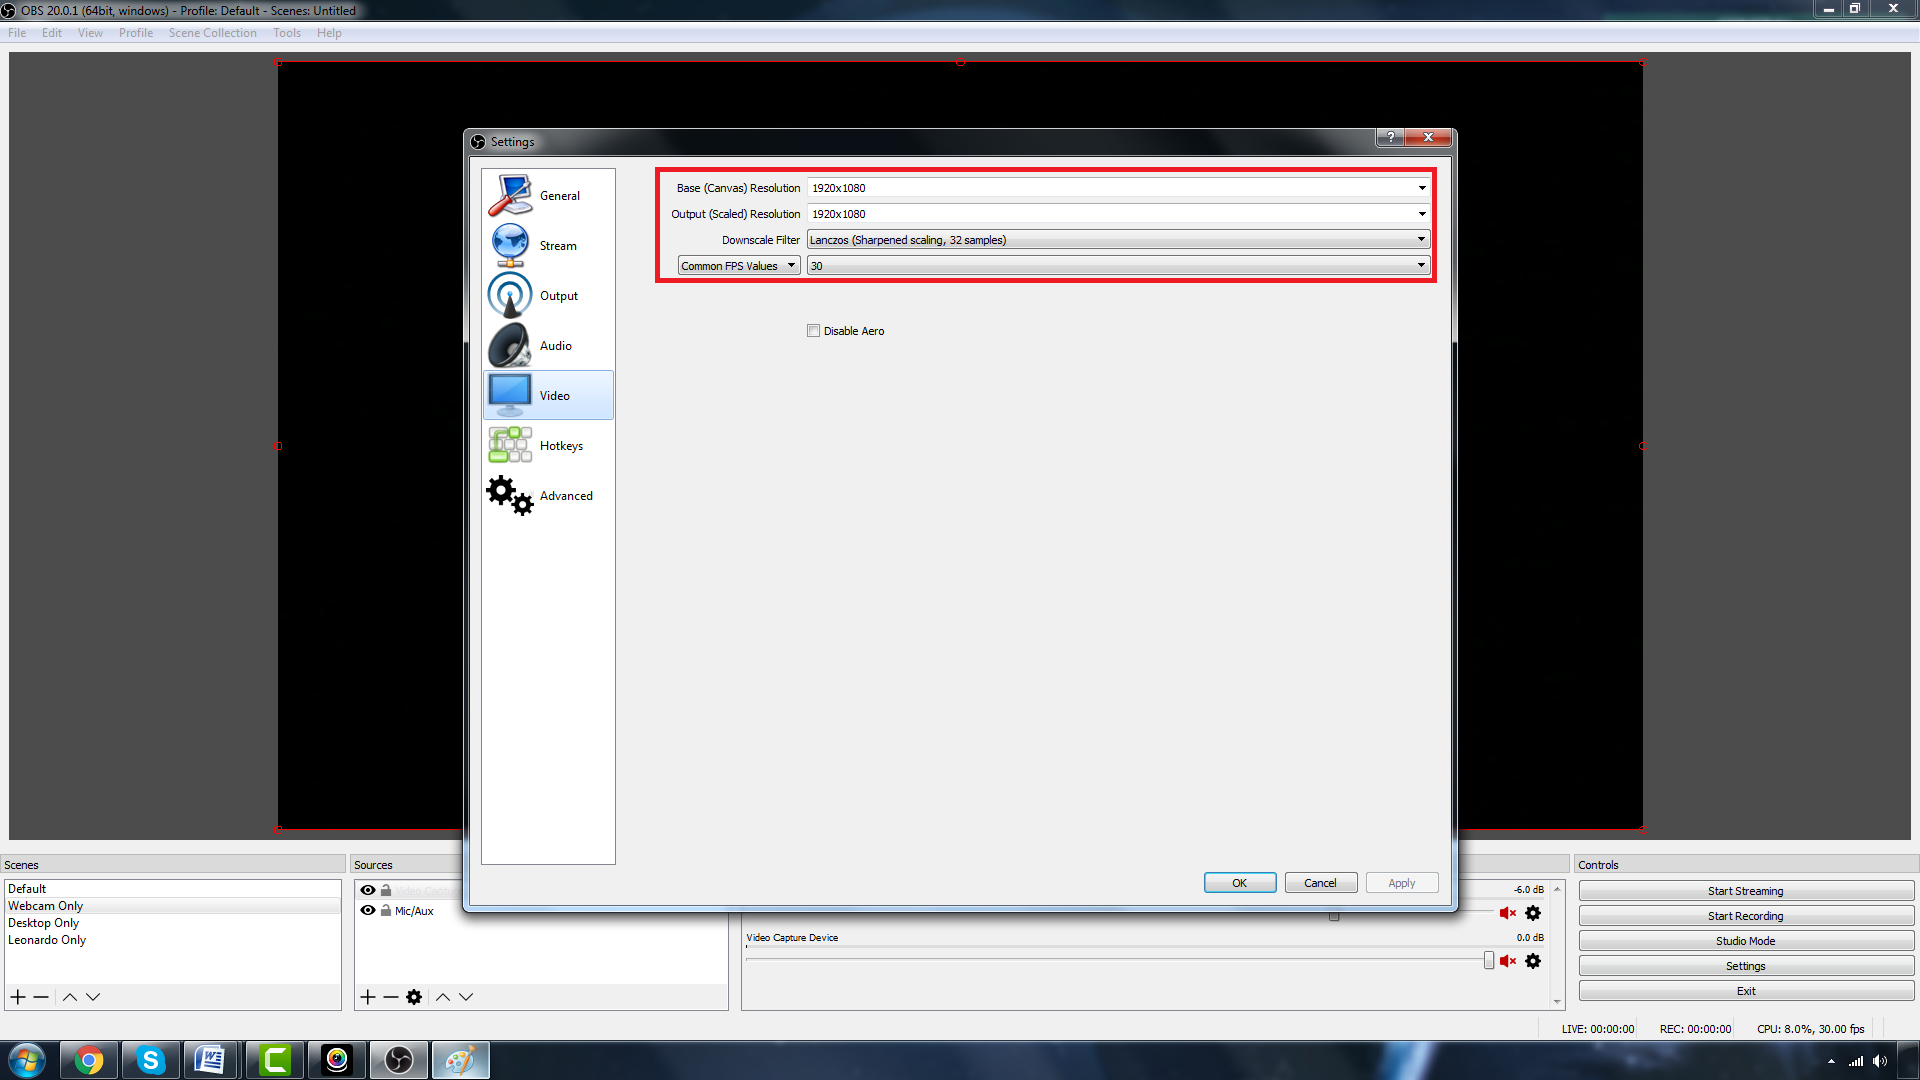 OBS 20.0.1 (64bit, windows) - Profile: Default - Scenes: Untitled
File Edit View Profile Scene Collection Tools Help
Settings
General
Stream
Output
Audio
Video
Hotkeys
Advanced
Base (Canvas) Resolution 1920x1080
Output (Scaled) Resolution 1920x1080
Downscale Filter Lanczos (Sharpened scaling, 32 samples)
Common FPS Values 30
Disable Aero
OK Cancel Apply
Scenes
Default
Webcam Only
Desktop Only
Leonardo Only
Sources
Video Capture
Mic/Aux
-6.0 dB
Video Capture Device 0.0 dB
Controls
Start Streaming
Start Recording
Studio Mode
Settings
Exit
LIVE: 00:00:00 REC: 00:00:00 CPU: 8.0%, 30.00 fps